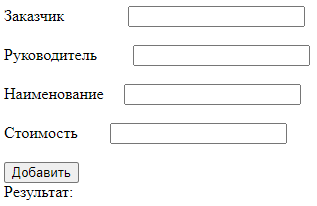 Заказчик
Руководитель
Наименование
Стоимость
Добавить
Результат: